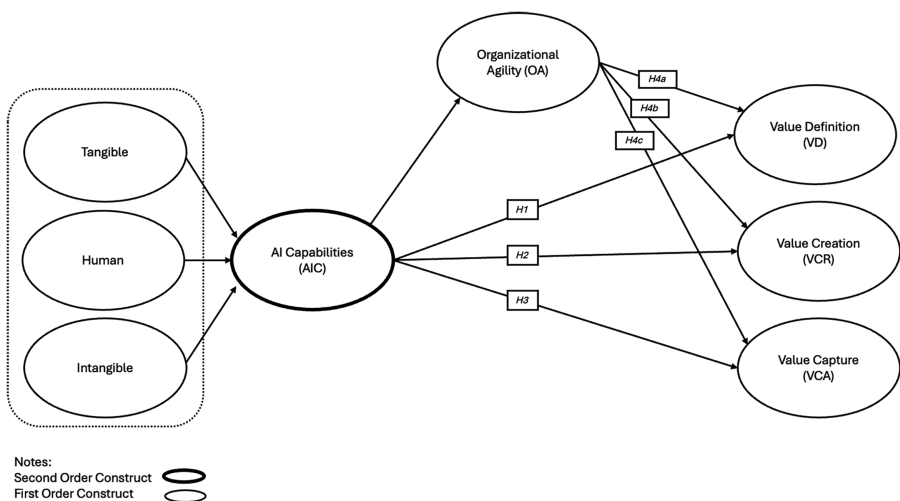 Organizational
Agility (OA)
H4a
H4b
H4c
Value Definition
(VD)
Tangible
H1
Human
AI Capabilities
(AIC)
H2
Value Creation
(VCR)
H3
Intangible
Value Capture
(VCA)
Notes:
Second Order Construct
First Order Construct